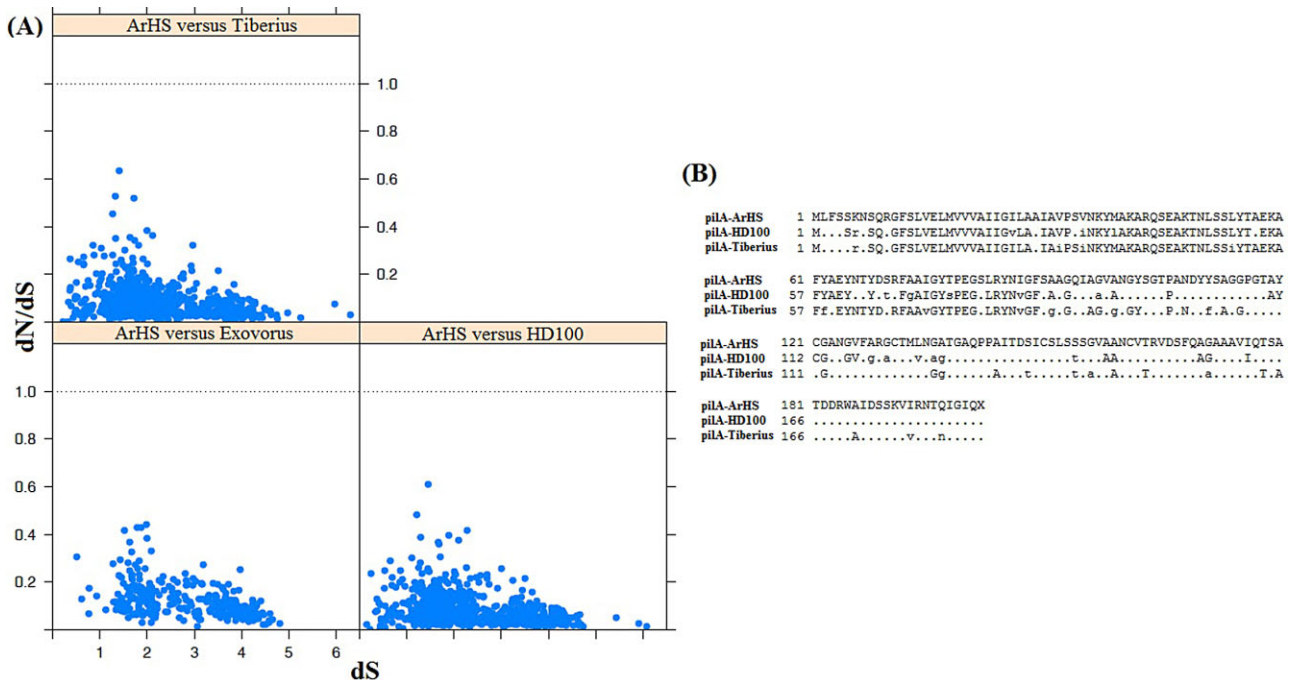 (A)
ArHS versus Tiberius
1.0
0.8
0.6
0.4
0.2
dN/dS
ArHS versus Exovorus
ArHS versus HD100
1.0
0.8
0.6
0.4
0.2
1 2 3 4 5 6
dS
(B)
pilA-ArHS 1 MLFSSKNSQRGFSLVELMVVVAIIGILAAIAVPSVNKYMAKARQSEAKTNLSSLYTAEKA
pilA-HD100 1 M...Sr.SQ.GFSLVELMVVVAIIGvLA.IAVP.iNKYlAKARQSEAKTNLSSLYT.EKA
pilA-Tiberius 1 M....r.SQ.GFSLVELMVVVAIIGILA.IAiPSiNKYMAKARQSEAKTNLSSiYTAEKA
pilA-ArHS 61 FYAEYNTYDSRFAAIGYTPEGSLRYNIGFSAAGQIAGVANGYSGTPANDYYSAGGPGTAY
pilA-HD100 57 FYAEY..Y.t.FgAIGYsPEG.LRYNvGF.A.G...a.A......P............AY
pilA-Tiberius 57 Ff.EYNTYD.RFAAvGYTPEG.LRYNvGF.g.G..AG.g.GY...P.N..f.A.G.....
pilA-ArHS 121 CGANGVFARGCTMLNGATGAQPPAITDSICSLSSSGVAANCVTRVDSFQAGAAAVIQTSA
pilA-HD100 112 CG..GV.g.a...v.ag................t...AA..........AG....I....
pilA-Tiberius 111 .G.............Gg......A...t.....t.a..A...T.......a......T.A
pilA-ArHS 181 TDDRWAIDSSKVIRNTQIGIQX
pilA-HD100 166 ......................
pilA-Tiberius 166 .....A......v...n.....